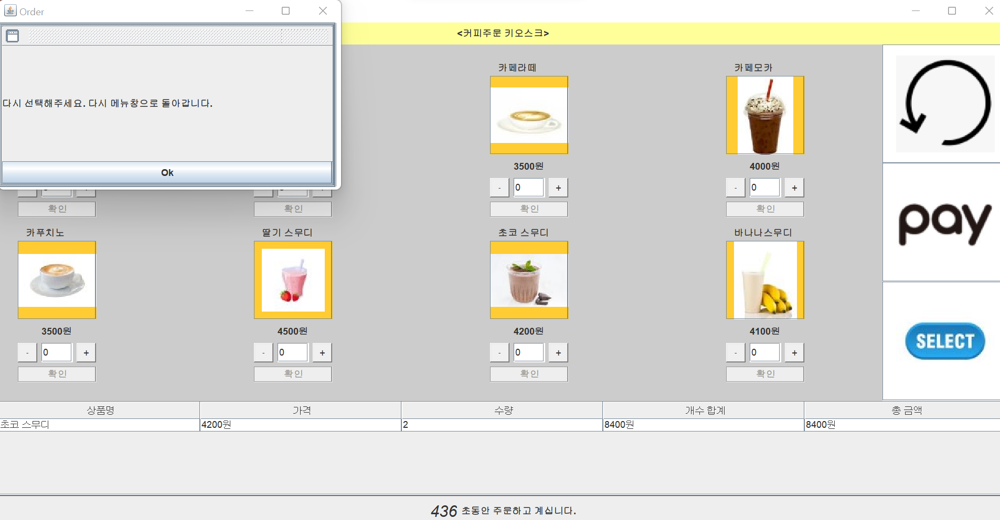 Order
다시 선택해주세요. 다시 메뉴창으로 돌아갑니다.
Ok
<커피주문 키오스크>
카페라떼
카페모카
3500원
4000원
- 0 +
- 0 +
확인
확인
확인
확인
카푸치노
딸기 스무디
초코 스무디
바나나스무디
3500원
4500원
4200원
4100원
- 0 +
- 0 +
- 0 +
- 0 +
확인
확인
확인
확인
pay
SELECT
상품명 가격 수량 개수 합계 총 금액
초코 스무디 4200원 2 8400원 8400원
436 초동안 주문하고 계십니다.